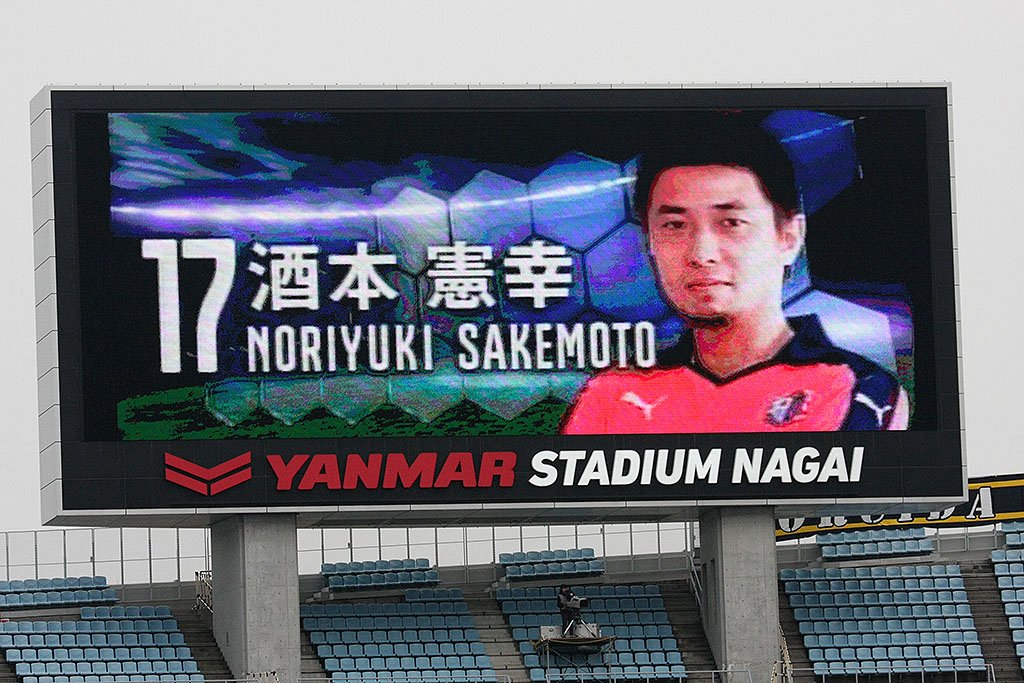 17 酒本 憲幸
NORIYUKI SAKEMOTO
YANMAR STADIUM NAGAI